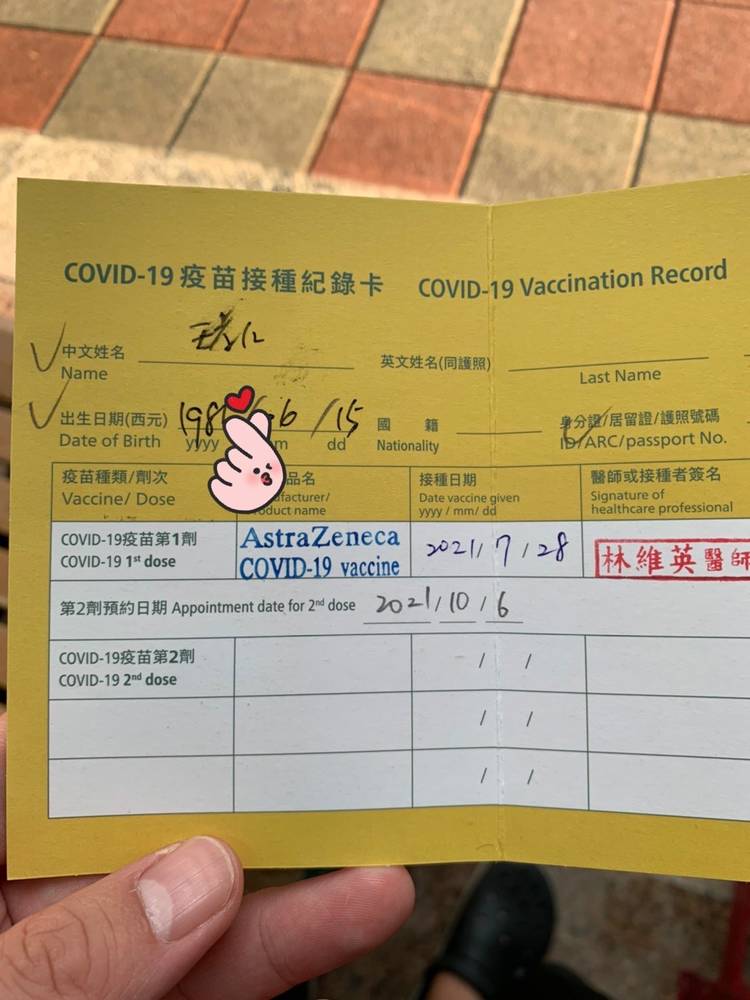 COVID-19 疫苗接種紀錄卡 COVID-19 Vaccination Record
中文姓名
Name
英文姓名(同護照)
Last Name
出生日期(西元) 198 /15
Date of Birth yyyy dd
國籍
Nationality
身分證/居留證/護照號碼
ID/ARC/passport No.
疫苗種類/劑次
Vaccine/ Dose
品名
接種日期
Date vaccine given
yyyy / mm/ dd
醫師或接種者簽名
Signature of
healthcare professional
COVID-19疫苗第1劑
COVID-19 1st dose
AstraZeneca
COVID-19 vaccine
2021/ 7 / 28
林維英醫師
第2劑預約日期 Appointment date for 2nd dose 2021/10/6
COVID-19疫苗第2劑
COVID-19 2nd dose
/ /
/ /
/ /